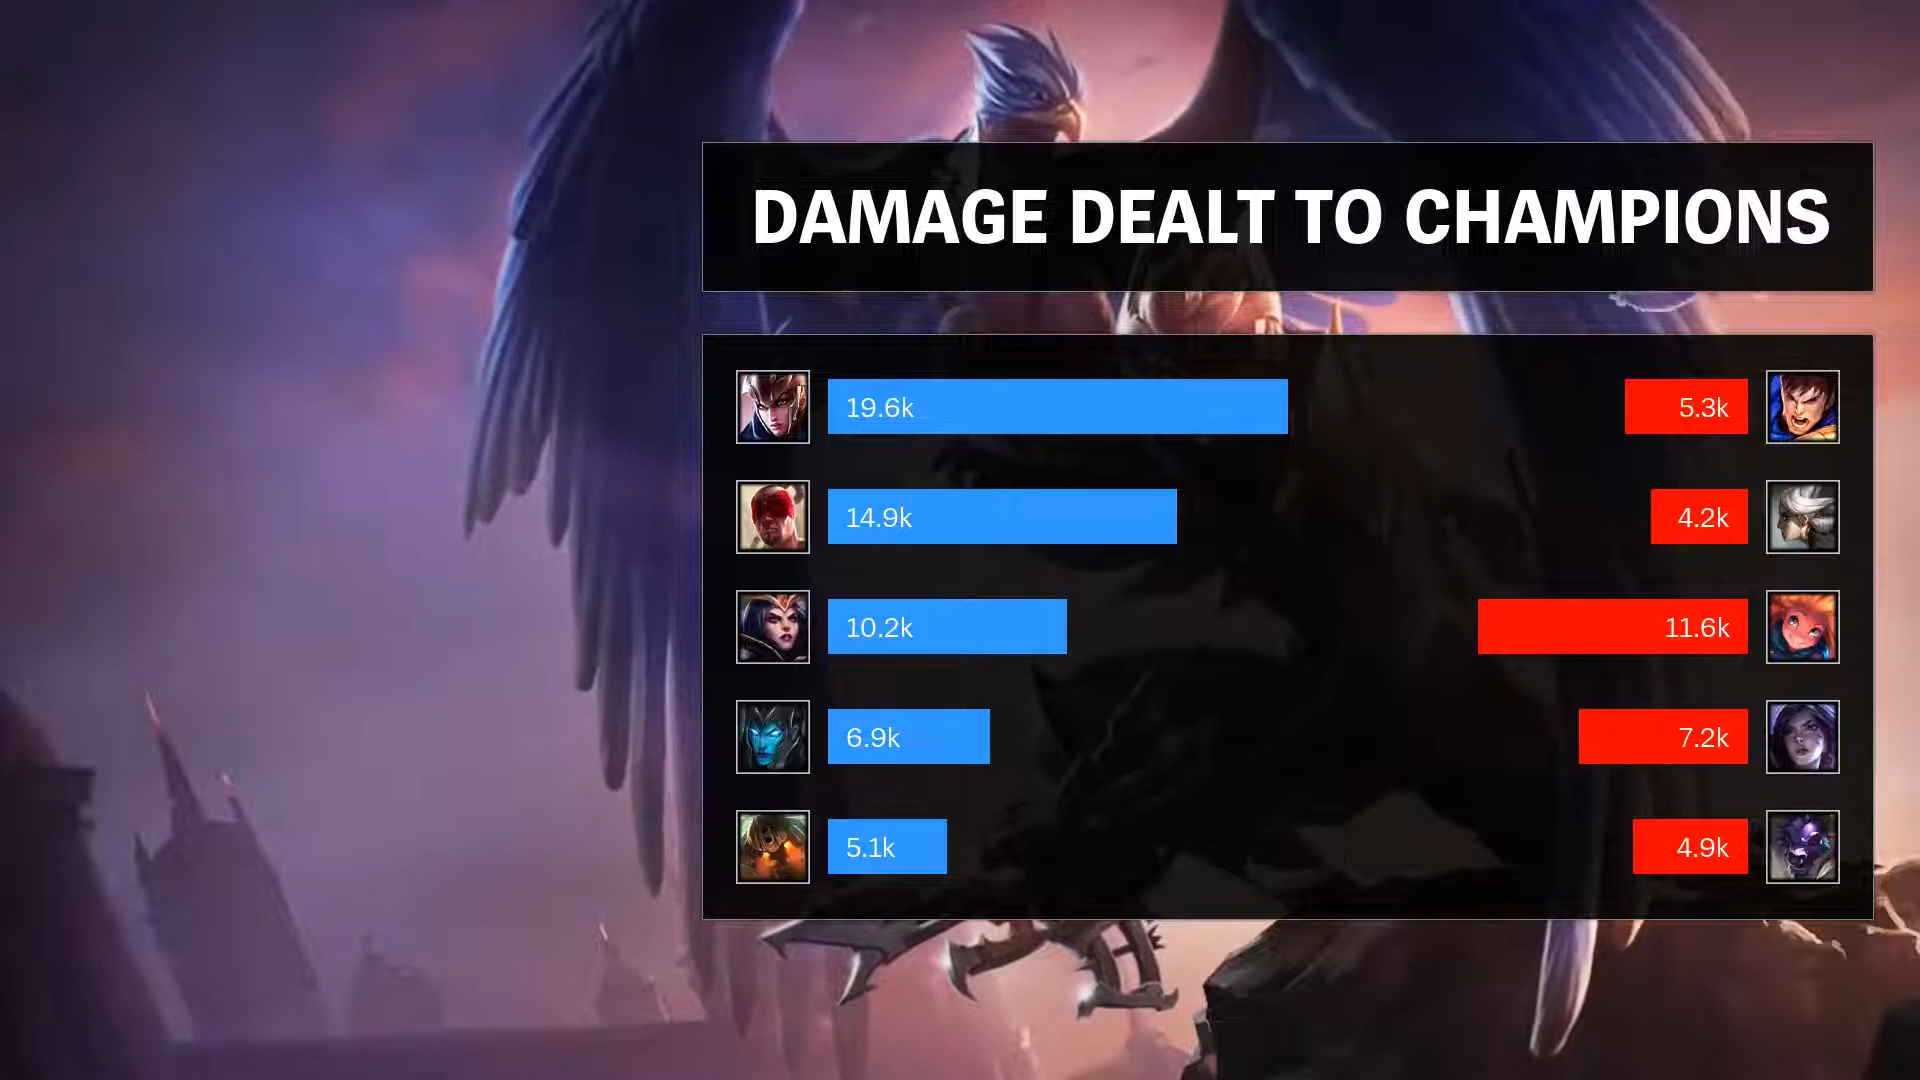 DAMAGE DEALT TO CHAMPIONS
19.6k 5.3k
14.9k 4.2k
10.2k 11.6k
6.9k 7.2k
5.1k 4.9k